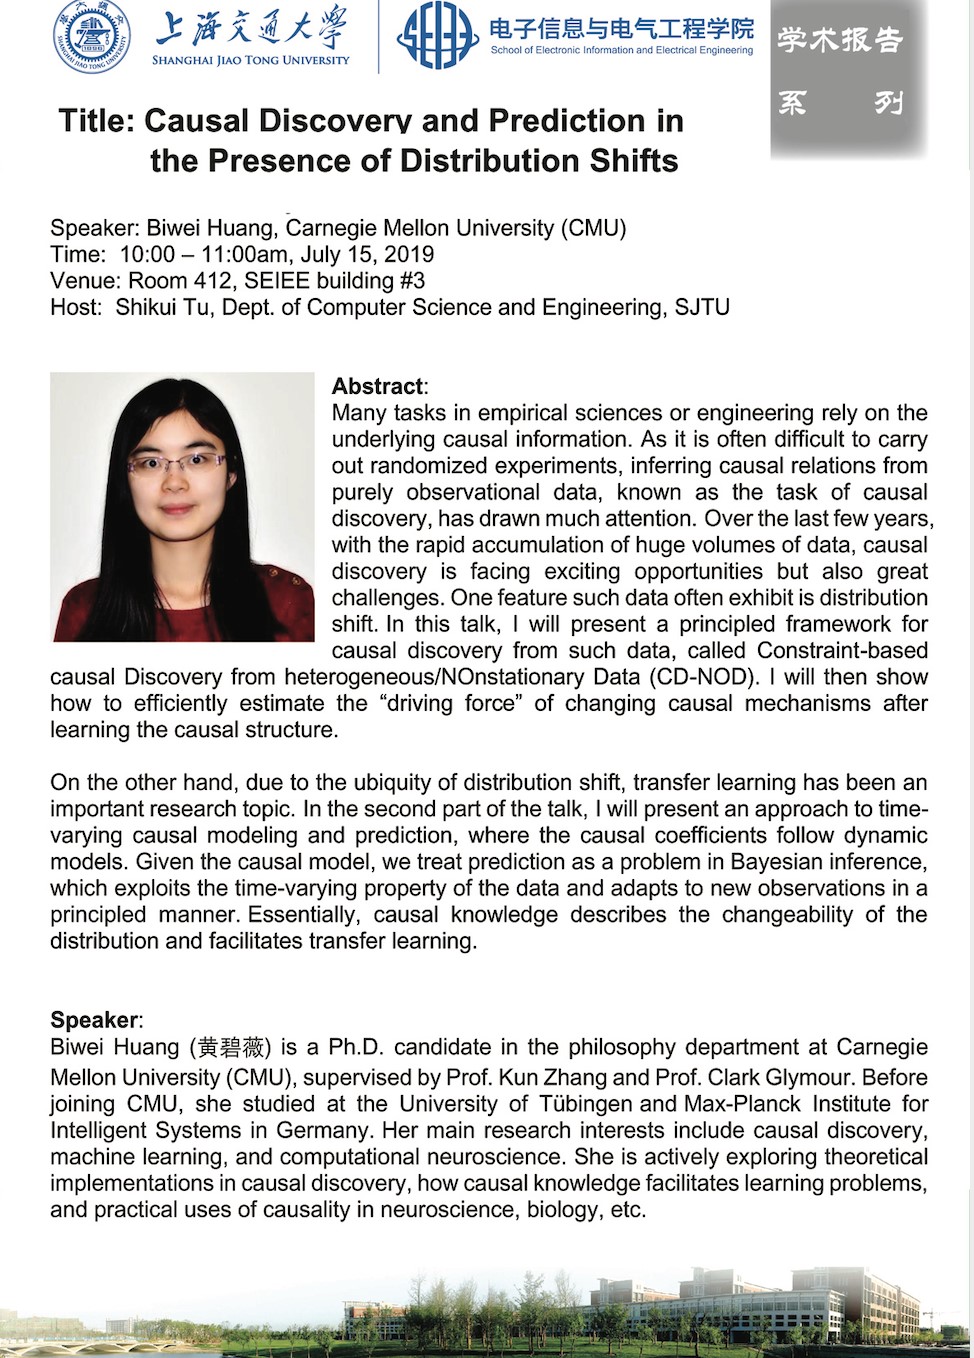 上海交通大学
SHANGHAI JIAO TONG UNIVERSITY
SEIEE
电子信息与电气工程学院
School of Electronic Information and Electrical Engineering
学术报告
系 列
Title: Causal Discovery and Prediction in
the Presence of Distribution Shifts
Speaker: Biwei Huang, Carnegie Mellon University (CMU)
Time: 10:00 – 11:00am, July 15, 2019
Venue: Room 412, SEIEE building #3
Host: Shikui Tu, Dept. of Computer Science and Engineering, SJTU
Abstract:
Many tasks in empirical sciences or engineering rely on the
underlying causal information. As it is often difficult to carry
out randomized experiments, inferring causal relations from
purely observational data, known as the task of causal
discovery, has drawn much attention. Over the last few years,
with the rapid accumulation of huge volumes of data, causal
discovery is facing exciting opportunities but also great
challenges. One feature such data often exhibit is distribution
shift. In this talk, I will present a principled framework for
causal discovery from such data, called Constraint-based
causal Discovery from heterogeneous/NOnstationary Data (CD-NOD). I will then show
how to efficiently estimate the “driving force” of changing causal mechanisms after
learning the causal structure.
On the other hand, due to the ubiquity of distribution shift, transfer learning has been an
important research topic. In the second part of the talk, I will present an approach to time-
varying causal modeling and prediction, where the causal coefficients follow dynamic
models. Given the causal model, we treat prediction as a problem in Bayesian inference,
which exploits the time-varying property of the data and adapts to new observations in a
principled manner. Essentially, causal knowledge describes the changeability of the
distribution and facilitates transfer learning.
Speaker:
Biwei Huang (黄碧薇) is a Ph.D. candidate in the philosophy department at Carnegie
Mellon University (CMU), supervised by Prof. Kun Zhang and Prof. Clark Glymour. Before
joining CMU, she studied at the University of Tübingen and Max-Planck Institute for
Intelligent Systems in Germany. Her main research interests include causal discovery,
machine learning, and computational neuroscience. She is actively exploring theoretical
implementations in causal discovery, how causal knowledge facilitates learning problems,
and practical uses of causality in neuroscience, biology, etc.